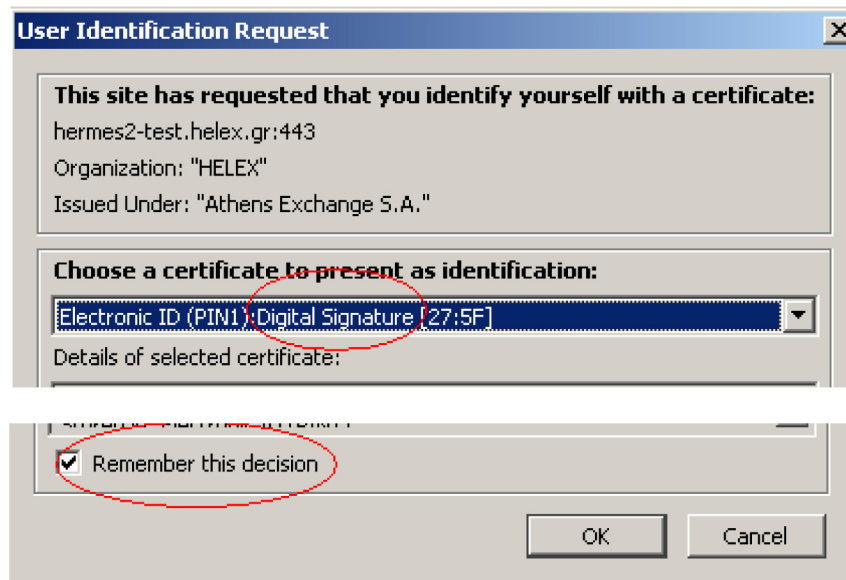 User Identification Request
This site has requested that you identify yourself with a certificate:
hermes2-test.helex.gr:443
Organization: "HELEX"
Issued Under: "Athens Exchange S.A."
Choose a certificate to present as identification:
Electronic ID (PIN1):Digital Signature [27:5F]
Details of selected certificate:
Remember this decision
OK Cancel